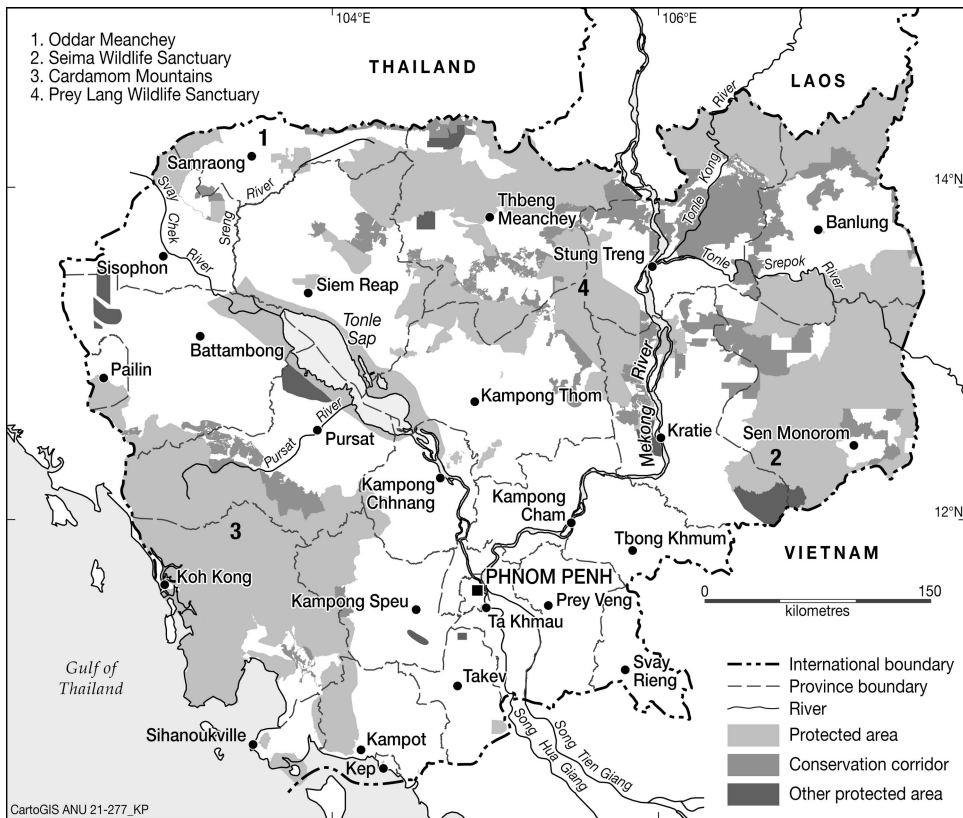 104°E
106°E
1. Oddar Meanchey
2. Seima Wildlife Sanctuary
3. Cardamom Mountains
4. Prey Lang Wildlife Sanctuary
THAILAND
LAOS
River
1
Samraong
Svay
Chek
River
Sreng
River
Thbeng
Meanchey
Tonle
Kong
14°N
Banlung
Sisophon
Stung Treng
Tonle
Srepok
River
Siem Reap
4
Tonle
Sap
Battambong
Pailin
Mekong
River
Kampong Thom
Pursat
River
Pursat
Kratie
Sen Monorom
2
Kampong
Chhnang
Kampong
Cham
12°N
3
Tbong Khmum
VIETNAM
Koh Kong
PHNOM PENH
Kampong Speu
Prey Veng
Ta Khmau
0
150
kilometres
Gulf of
Thailand
Takev
Svay
Rieng
Sihanoukville
Kampot
Kep
Song Hua Giang
Song Tien Giang
International boundary
Province boundary
River
Protected area
Conservation corridor
Other protected area
CartoGIS ANU 21-277_KP